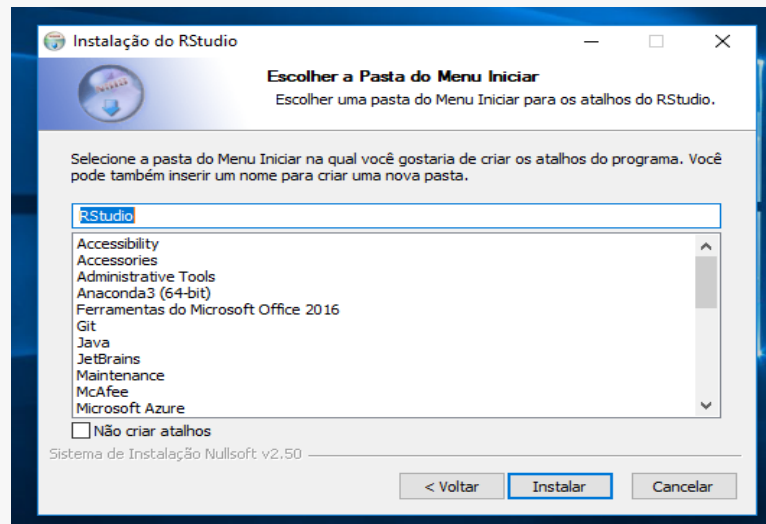 Instalação do RStudio
Escolher a Pasta do Menu Iniciar
Escolher uma pasta do Menu Iniciar para os atalhos do RStudio.
Selecione a pasta do Menu Iniciar na qual você gostaria de criar os atalhos do programa. Você
pode também inserir um nome para criar uma nova pasta.
RStudio
Accessibility
Accessories
Administrative Tools
Anaconda3 (64-bit)
Ferramentas do Microsoft Office 2016
Git
Java
JetBrains
Maintenance
McAfee
Microsoft Azure
Não criar atalhos
Sistema de Instalação Nullsoft v2.50
< Voltar
Instalar
Cancelar